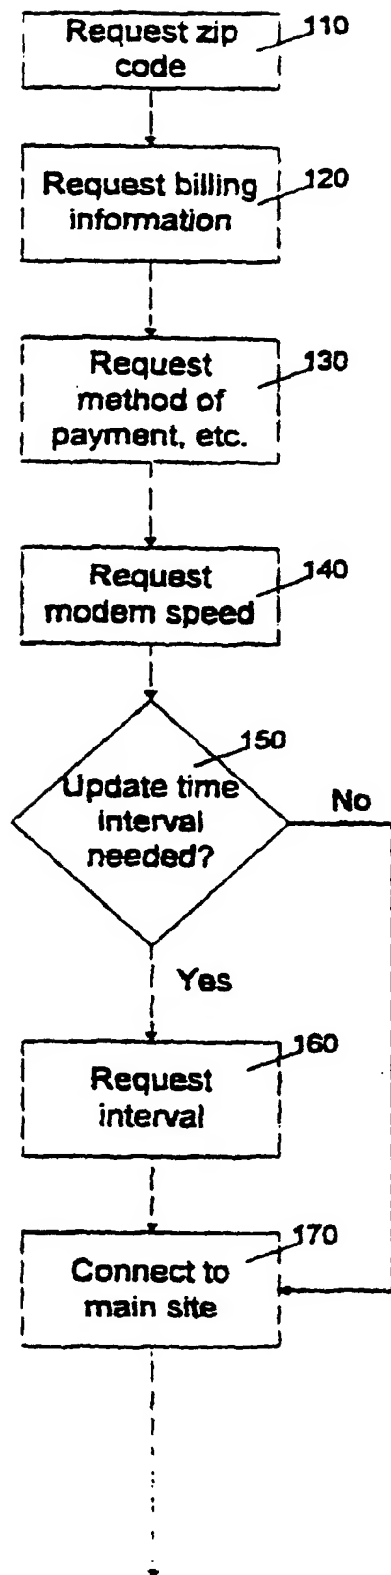 Request zip
code
110
Request billing
information
120
Request
method of
payment, etc.
130
Request
modem speed
140
Update time
interval
needed?
150
No
Yes
Request
interval
160
Connect to
main site
170